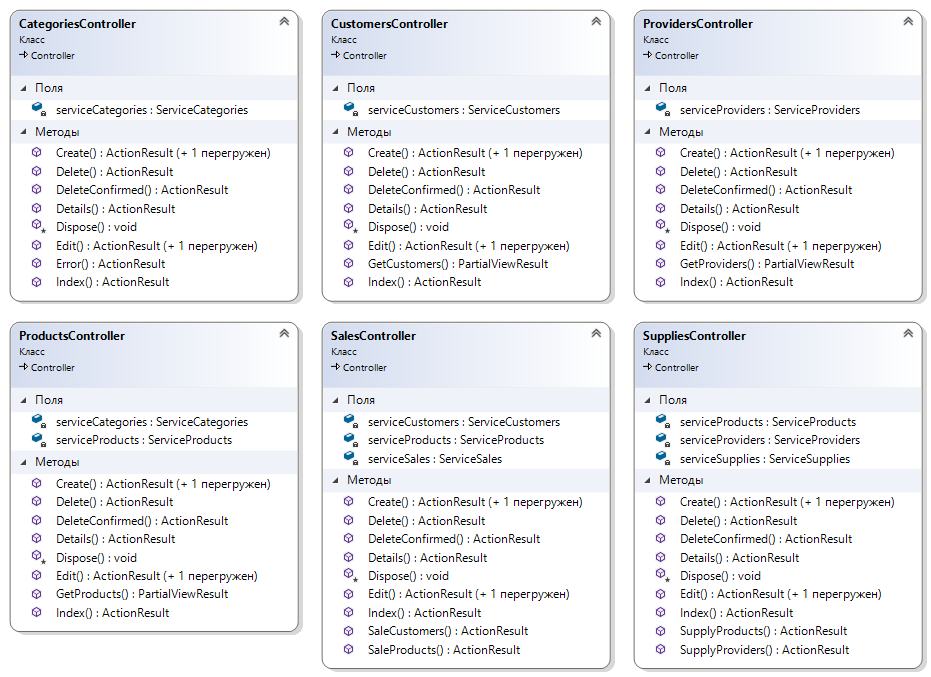 CategoriesController
Класс
Controller
Поля
serviceCategories : ServiceCategories
Методы
Create() : ActionResult (+ 1 перегружен)
Delete() : ActionResult
DeleteConfirmed() : ActionResult
Details() : ActionResult
Dispose() : void
Edit() : ActionResult (+ 1 перегружен)
Error() : ActionResult
Index() : ActionResult
CustomersController
Класс
Controller
Поля
serviceCustomers : ServiceCustomers
Методы
Create() : ActionResult (+ 1 перегружен)
Delete() : ActionResult
DeleteConfirmed() : ActionResult
Details() : ActionResult
Dispose() : void
Edit() : ActionResult (+ 1 перегружен)
GetCustomers() : PartialViewResult
Index() : ActionResult
ProvidersController
Класс
Controller
Поля
serviceProviders : ServiceProviders
Методы
Create() : ActionResult (+ 1 перегружен)
Delete() : ActionResult
DeleteConfirmed() : ActionResult
Details() : ActionResult
Dispose() : void
Edit() : ActionResult (+ 1 перегружен)
GetProviders() : PartialViewResult
Index() : ActionResult
ProductsController
Класс
Controller
Поля
serviceCategories : ServiceCategories
serviceProducts : ServiceProducts
Методы
Create() : ActionResult (+ 1 перегружен)
Delete() : ActionResult
DeleteConfirmed() : ActionResult
Details() : ActionResult
Dispose() : void
Edit() : ActionResult (+ 1 перегружен)
GetProducts() : PartialViewResult
Index() : ActionResult
SalesController
Класс
Controller
Поля
serviceCustomers : ServiceCustomers
serviceProducts : ServiceProducts
serviceSales : ServiceSales
Методы
Create() : ActionResult (+ 1 перегружен)
Delete() : ActionResult
DeleteConfirmed() : ActionResult
Details() : ActionResult
Dispose() : void
Edit() : ActionResult (+ 1 перегружен)
Index() : ActionResult
SaleCustomers() : ActionResult
SaleProducts() : ActionResult
SuppliesController
Класс
Controller
Поля
serviceProducts : ServiceProducts
serviceProviders : ServiceProviders
serviceSupplies : ServiceSupplies
Методы
Create() : ActionResult (+ 1 перегружен)
Delete() : ActionResult
DeleteConfirmed() : ActionResult
Details() : ActionResult
Dispose() : void
Edit() : ActionResult (+ 1 перегружен)
Index() : ActionResult
SupplyProducts() : ActionResult
SupplyProviders() : ActionResult